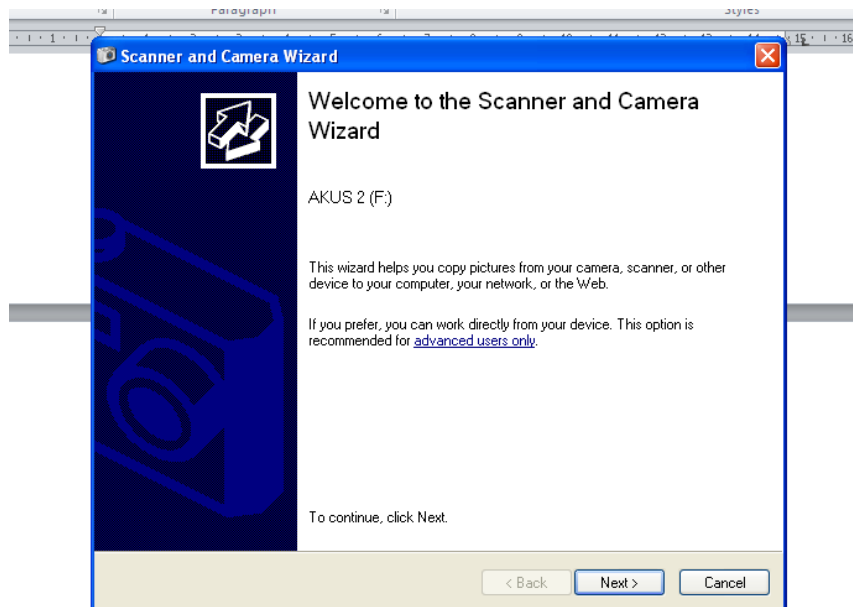 Paragraph
Styles
Scanner and Camera Wizard
Welcome to the Scanner and Camera
Wizard
AKUS 2 (F:)
This wizard helps you copy pictures from your camera, scanner, or other
device to your computer, your network, or the Web.
If you prefer, you can work directly from your device. This option is
recommended for advanced users only.
To continue, click Next.
< Back
Next >
Cancel